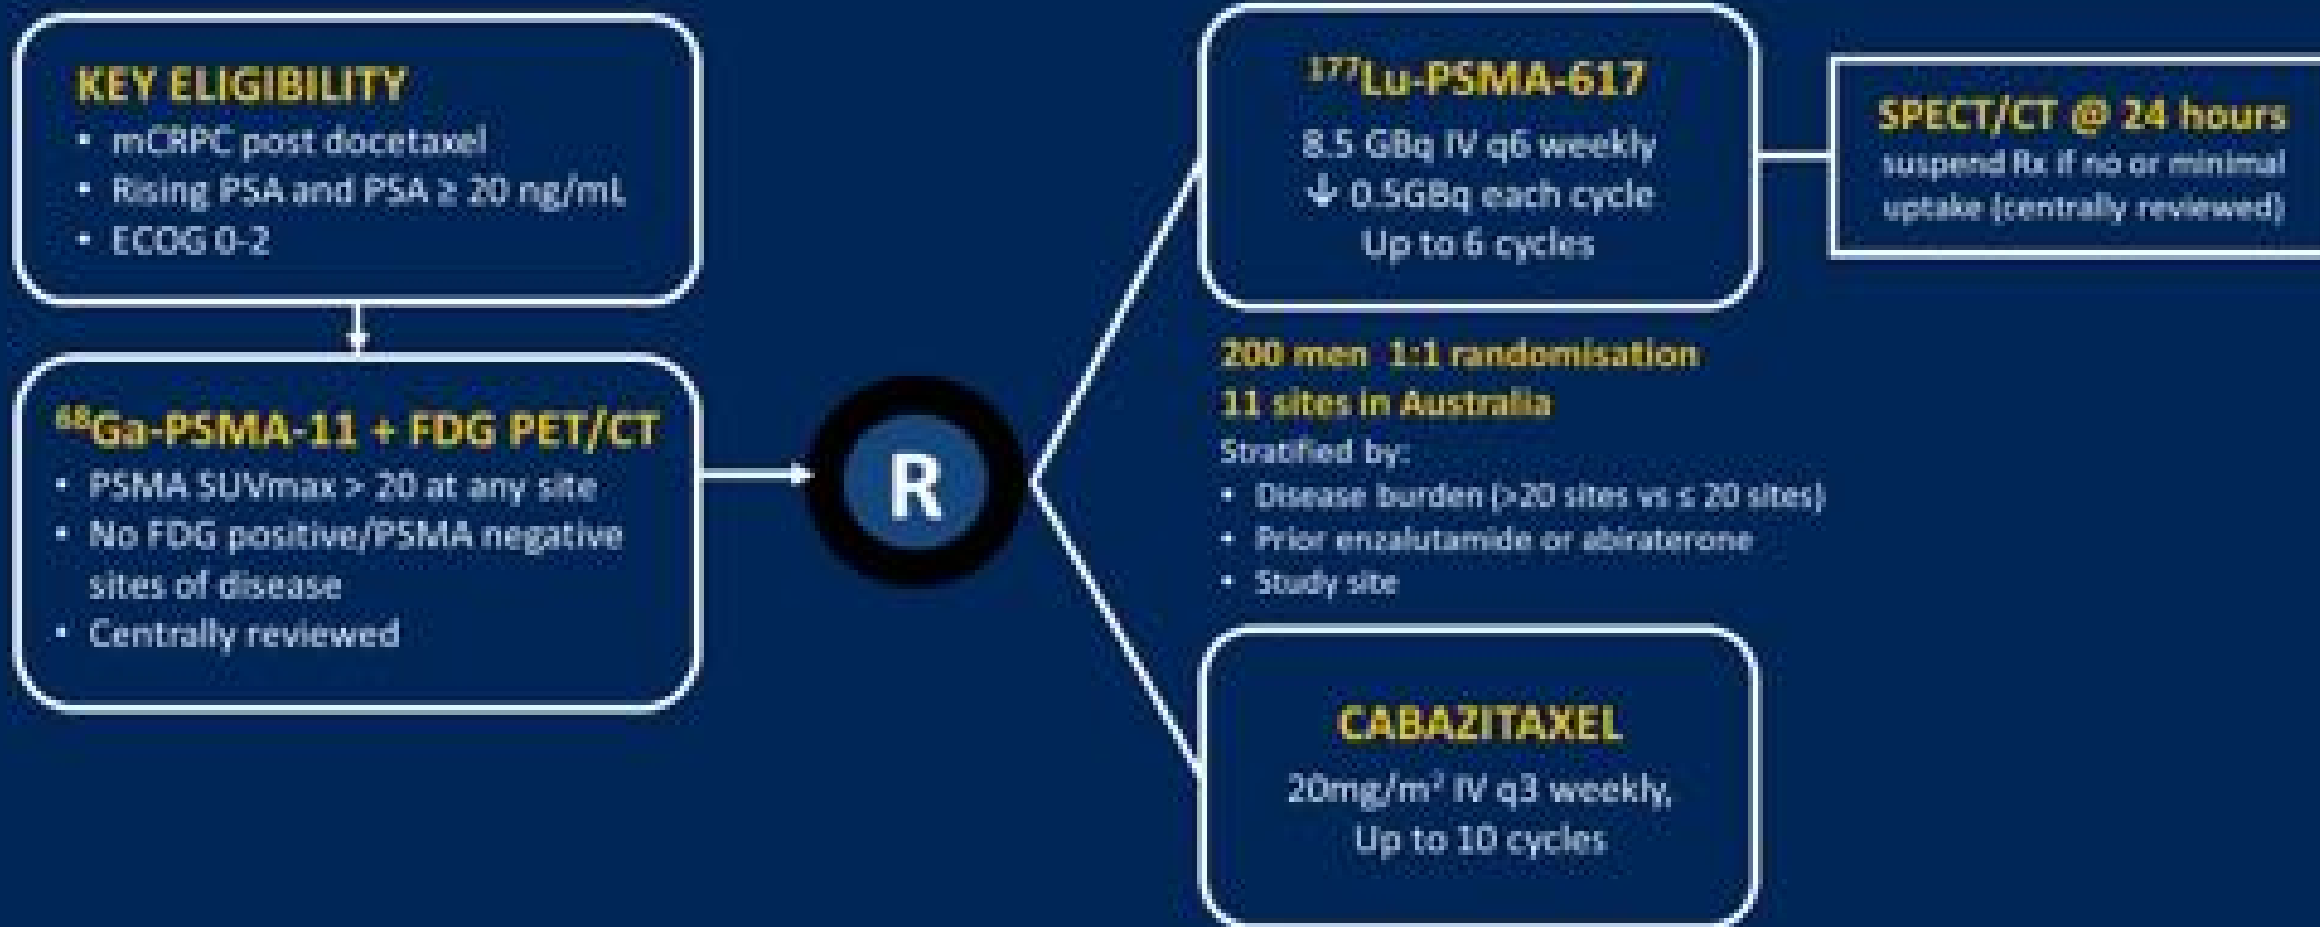 KEY ELIGIBILITY
• mCRPC post docetaxel
• Rising PSA and PSA ≥ 20 ng/mL
• ECOG 0-2
⁶⁸Ga-PSMA-11 + FDG PET/CT
• PSMA SUVmax > 20 at any site
• No FDG positive/PSMA negative
sites of disease
• Centrally reviewed
R
¹⁷⁷Lu-PSMA-617
8.5 GBq IV q6 weekly
↓ 0.5GBq each cycle
Up to 6 cycles
SPECT/CT @ 24 hours
suspend Rx if no or minimal
uptake (centrally reviewed)
200 men 1:1 randomisation
11 sites in Australia
Stratified by:
• Disease burden (>20 sites vs ≤ 20 sites)
• Prior enzalutamide or abiraterone
• Study site
CABAZITAXEL
20mg/m² IV q3 weekly,
Up to 10 cycles